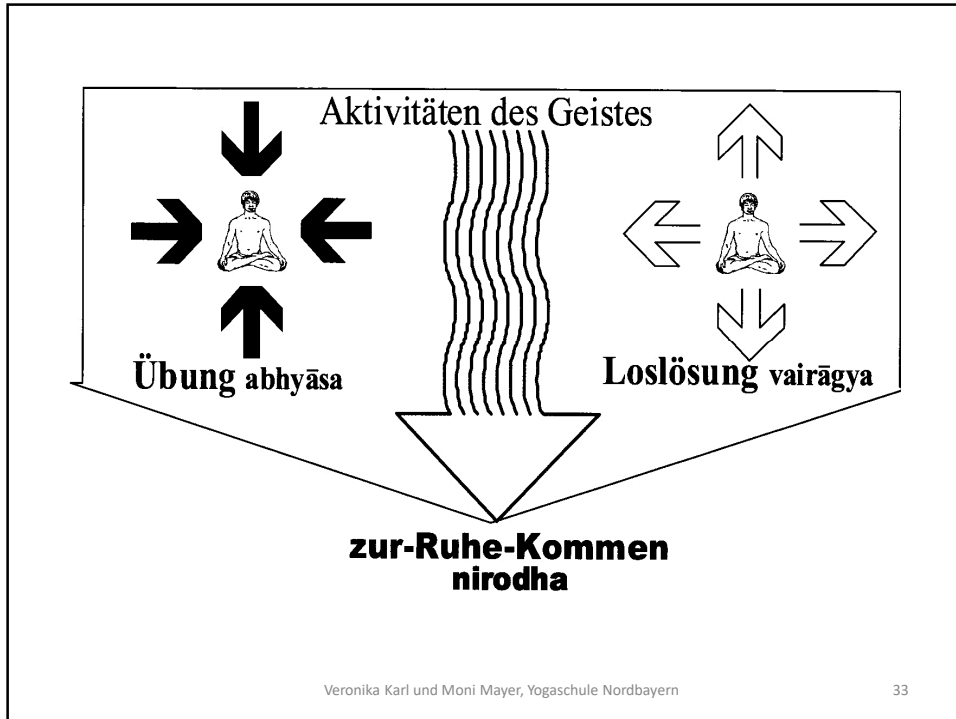 Aktivitäten des Geistes
Übung abhyāsa
Loslösung vairāgya
zur-Ruhe-Kommen
nirodha
Veronika Karl und Moni Mayer, Yogaschule Nordbayern
33